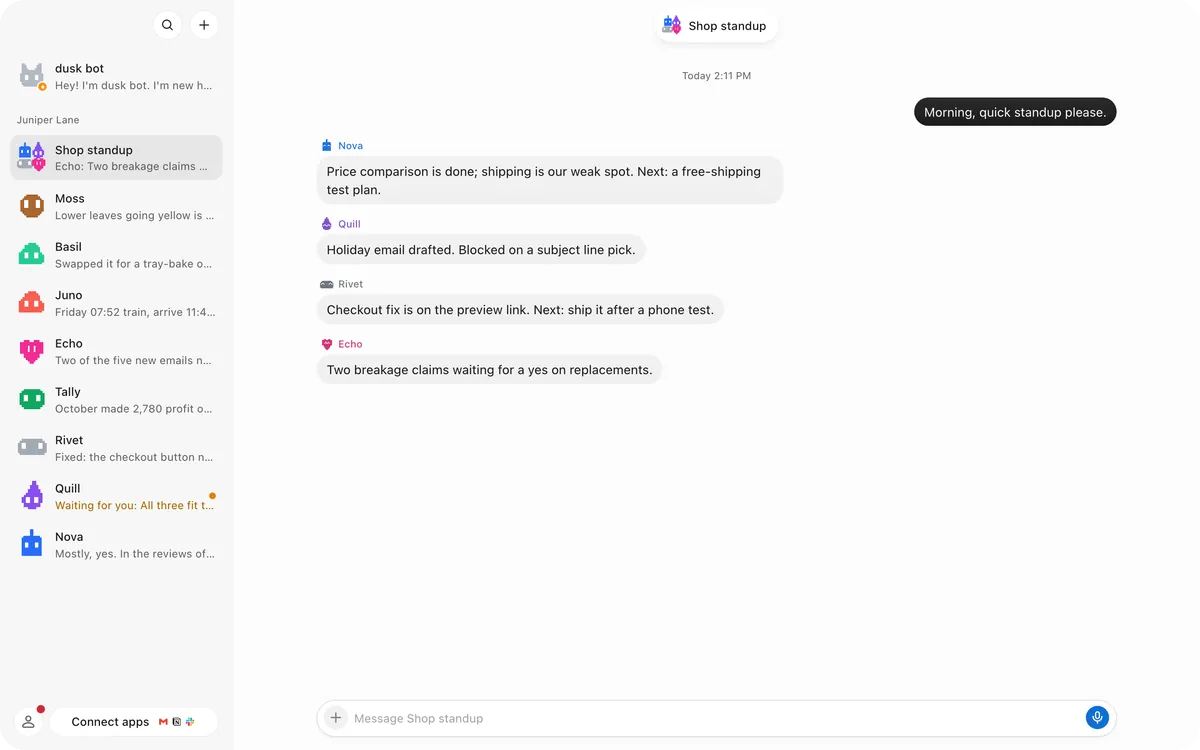 dusk bot
Hey! I'm dusk bot. I'm new h...
Juniper Lane
Shop standup
Echo: Two breakage claims ...
Moss
Lower leaves going yellow is ...
Basil
Swapped it for a tray-bake o...
Juno
Friday 07:52 train, arrive 11:4...
Echo
Two of the five new emails n...
Tally
October made 2,780 profit o...
Rivet
Fixed: the checkout button n...
Quill
Waiting for you: All three fit t...
Nova
Mostly, yes. In the reviews of...
Connect apps
Shop standup
Today 2:11 PM
Morning, quick standup please.
Nova
Price comparison is done; shipping is our weak spot. Next: a free-shipping
test plan.
Quill
Holiday email drafted. Blocked on a subject line pick.
Rivet
Checkout fix is on the preview link. Next: ship it after a phone test.
Echo
Two breakage claims waiting for a yes on replacements.
Message Shop standup